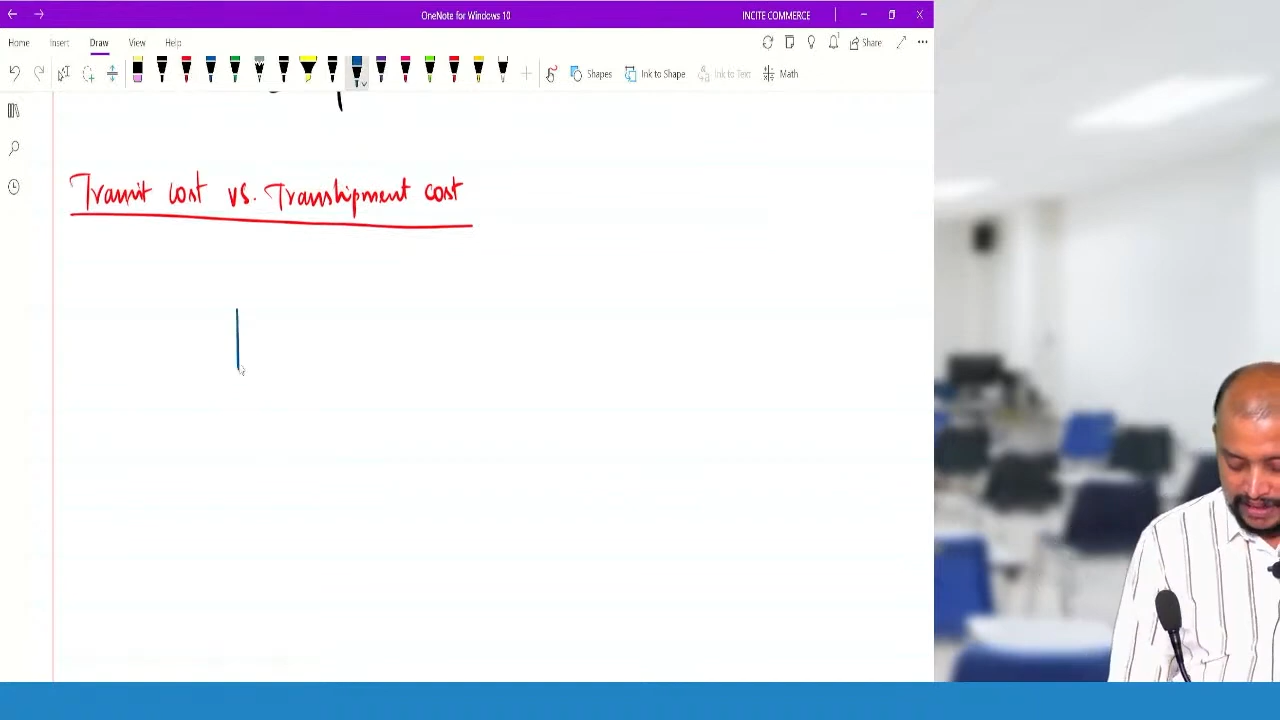 OneNote for Windows 10
INCITE COMMERCE
Home Insert Draw View Help
Share
Shapes
Ink to Shape
Ink to Text
Math
Transit cost vs. Transhipment cost